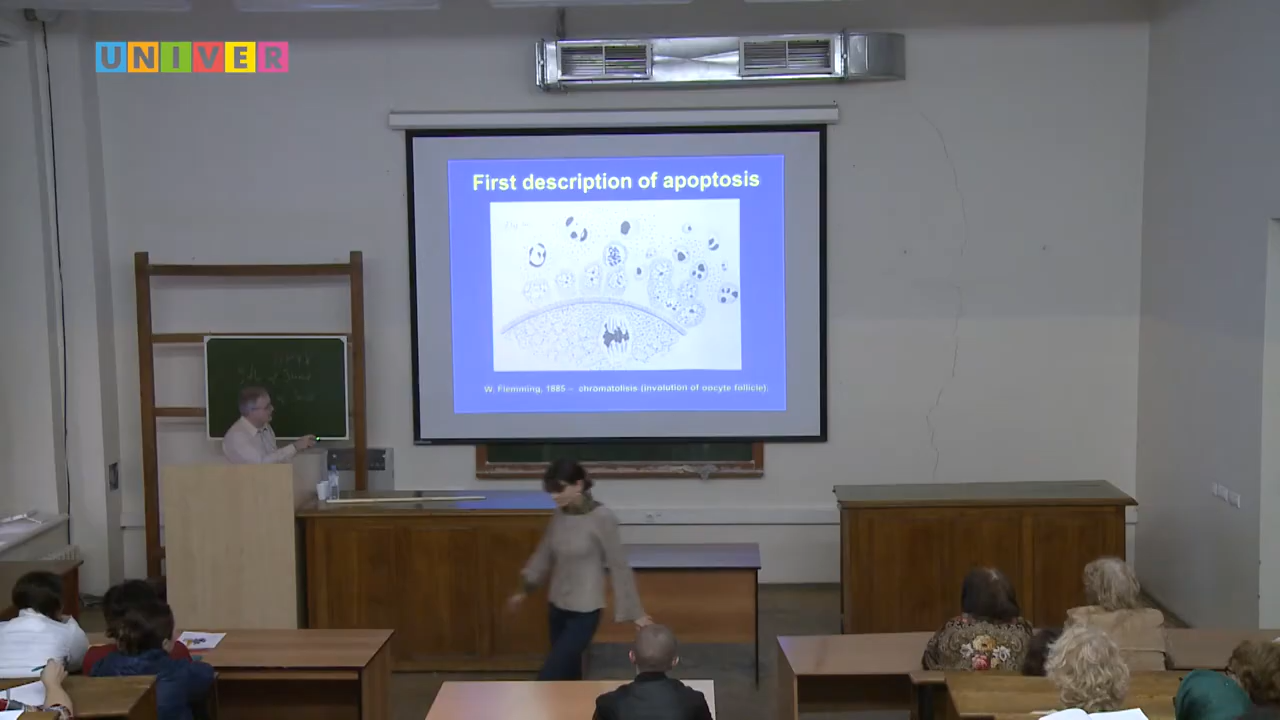 UNIVER
First description of apoptosis
W. Flemming, 1885 – chromatolisis (involution of oocyte follicle).